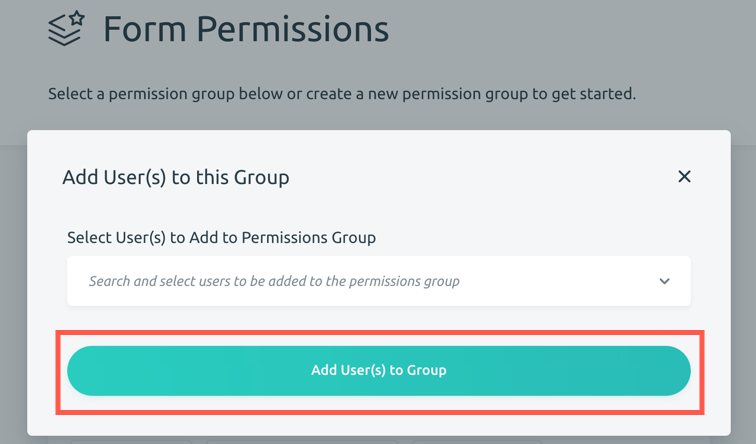 Form Permissions
Select a permission group below or create a new permission group to get started.
Add User(s) to this Group
Select User(s) to Add to Permissions Group
Search and select users to be added to the permissions group
Add User(s) to Group